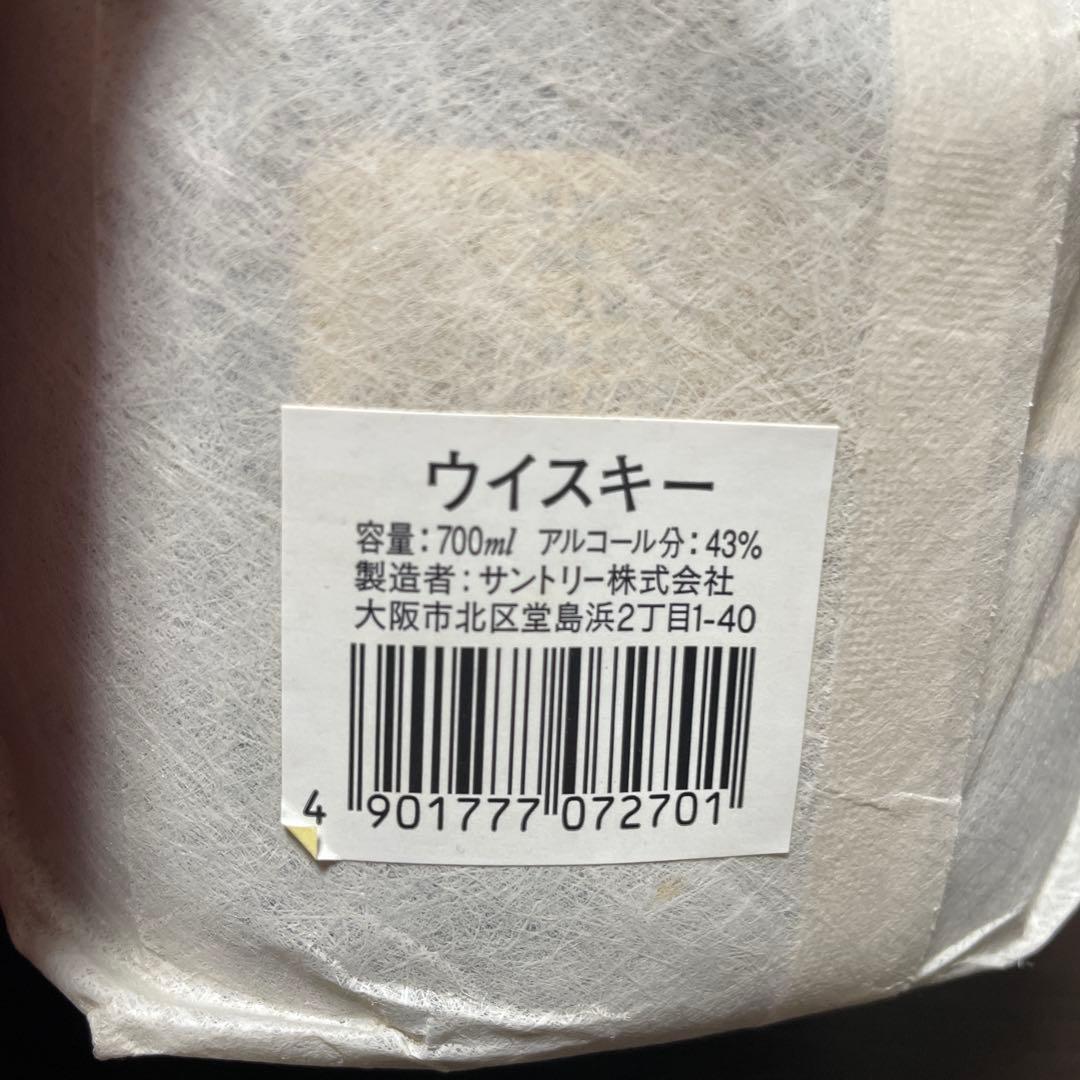 ウイスキー
容量:700ml アルコール分:43%
製造者:サントリー株式会社
大阪市北区堂島浜2丁目1-40
4 901777 072701